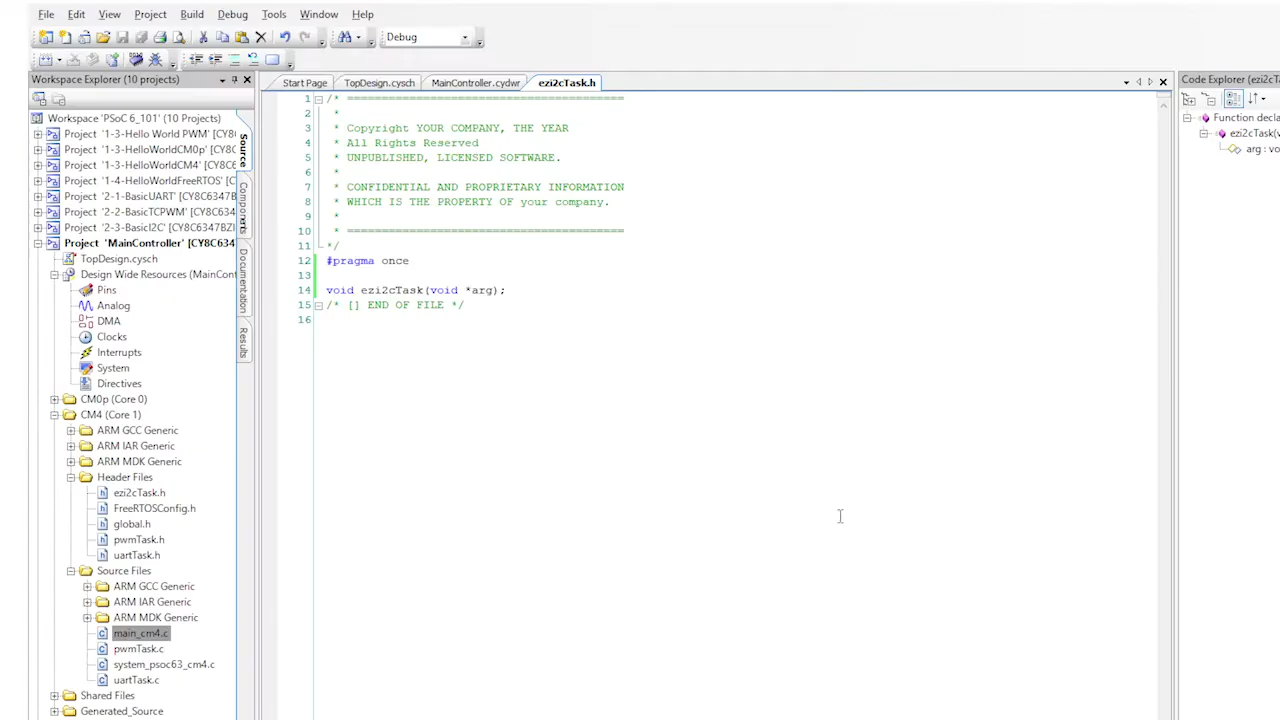 File Edit View Project Build Debug Tools Window Help
Debug
Workspace Explorer (10 projects)
Start Page TopDesign.cysch MainController.cydwr ezi2cTask.h
Code Explorer (ezi2cTa
Workspace 'PSoC 6_101' (10 Projects)
Project '1-3-Hello World PWM' [CY8C6
Project '1-3-HelloWorldCM0p' [CY8C6
Project '1-3-HelloWorldCM4' [CY8C63
Project '1-4-HelloWorldFreeRTOS' [C
Project '2-1-BasicUART' [CY8C6347B
Project '2-2-BasicTCPWM' [CY8C6347
Project '2-3-BasicI2C' [CY8C6347BZI
Project 'MainController' [CY8C634
TopDesign.cysch
Design Wide Resources (MainCont
Pins
Analog
DMA
Clocks
Interrupts
System
Directives
CM0p (Core 0)
CM4 (Core 1)
ARM GCC Generic
ARM IAR Generic
ARM MDK Generic
Header Files
ezi2cTask.h
FreeRTOSConfig.h
global.h
pwmTask.h
uartTask.h
Source Files
ARM GCC Generic
ARM IAR Generic
ARM MDK Generic
main_cm4.c
pwmTask.c
system_psoc63_cm4.c
uartTask.c
Shared Files
Generated_Source
Source
Components
Documentation
Results
1 /* ========================================
2 *
3 * Copyright YOUR COMPANY, THE YEAR
4 * All Rights Reserved
5 * UNPUBLISHED, LICENSED SOFTWARE.
6 *
7 * CONFIDENTIAL AND PROPRIETARY INFORMATION
8 * WHICH IS THE PROPERTY OF your company.
9 *
10 * ========================================
11 */
12 #pragma once
13
14 void ezi2cTask(void *arg);
15 /* [] END OF FILE */
16
Function decla
ezi2cTask(v
arg : vo